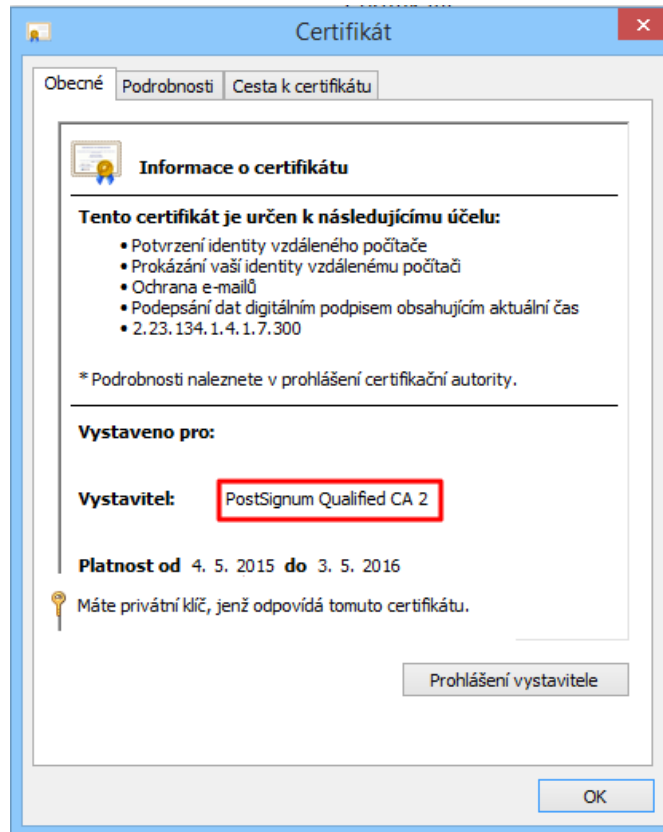 Certifikát
Obecné
Podrobnosti
Cesta k certifikátu
Informace o certifikátu
Tento certifikát je určen k následujícímu účelu:
• Potvrzení identity vzdáleného počítače
• Prokázání vaší identity vzdálenému počítači
• Ochrana e-mailů
• Podepsání dat digitálním podpisem obsahujícím aktuální čas
• 2.23.134.1.4.1.7.300
* Podrobnosti naleznete v prohlášení certifikační autority.
Vystaveno pro:
Vystavitel: PostSignum Qualified CA 2
Platnost od 4. 5. 2015 do 3. 5. 2016
Máte privátní klíč, jenž odpovídá tomuto certifikátu.
Prohlášení vystavitele
OK